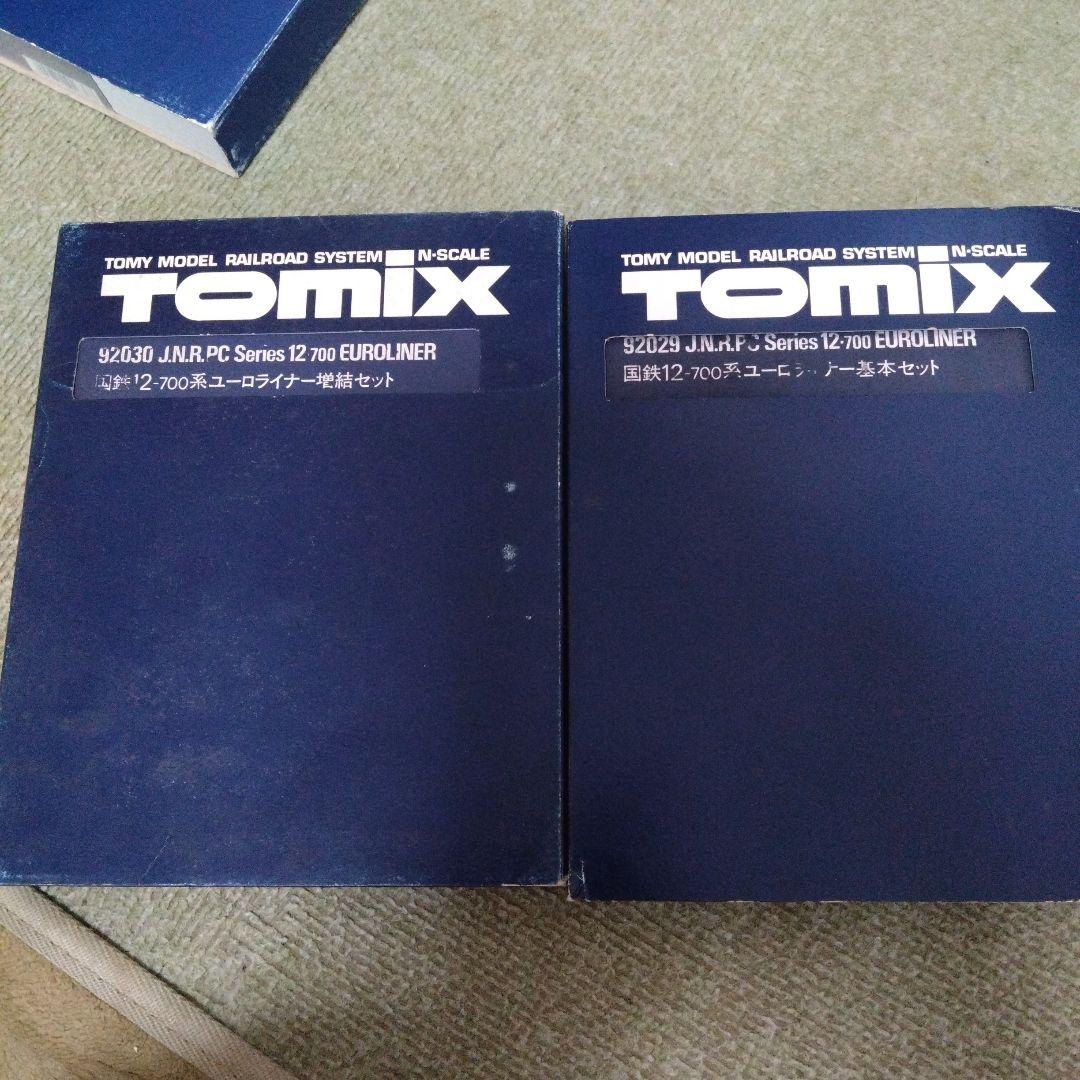 TOMY MODEL RAILROAD SYSTEM N·SCALE
TOMIX
92030 J.N.R.PC Series 12-700 EUROLINER
国鉄12-700系ユーロライナー増結セット
TOMY MODEL RAILROAD SYSTEM N·SCALE
TOMIX
92029 J.N.R.PC Series 12-700 EUROLINER
国鉄12-700系ユーロライナー基本セット